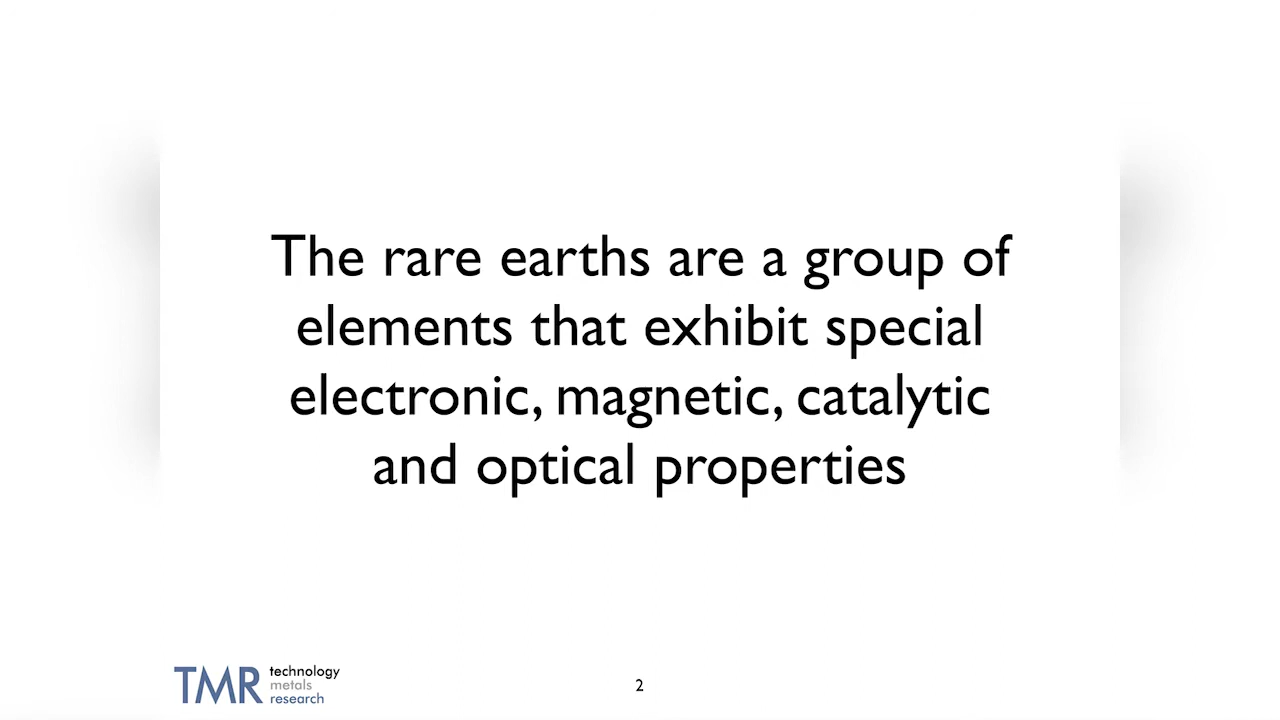 The rare earths are a group of
elements that exhibit special
electronic, magnetic, catalytic
and optical properties
TMR technology
metals
research
2